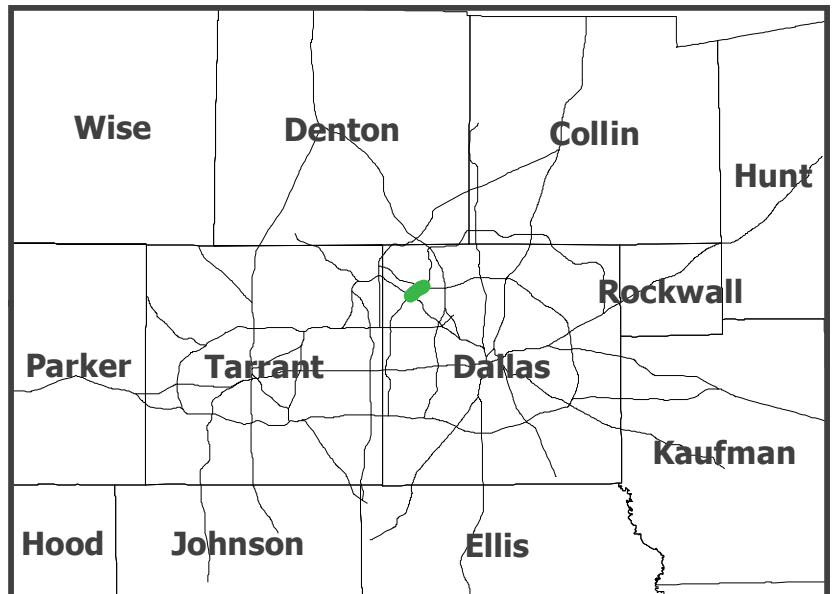 Wise
Denton
Collin
Hunt
Rockwall
Parker
Tarrant
Dallas
Kaufman
Hood
Johnson
Ellis